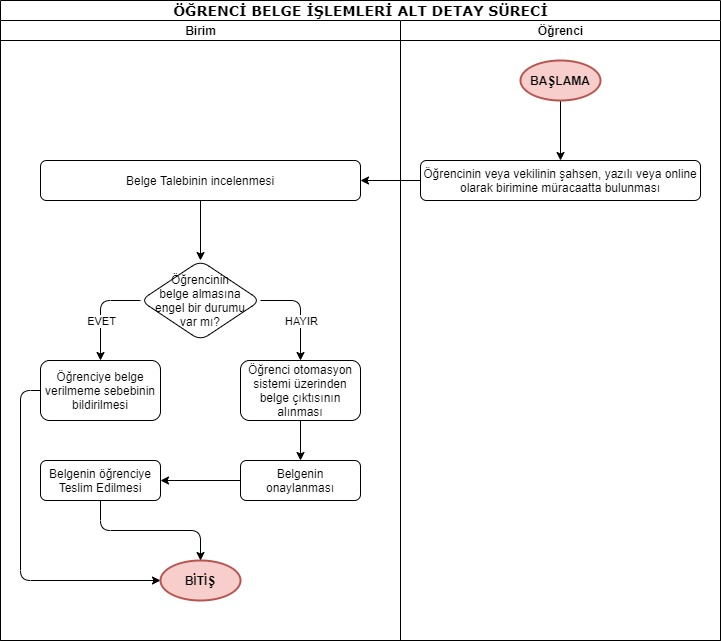 ÖĞRENCİ BELGE İŞLEMLERİ ALT DETAY SÜRECİ
Birim
Öğrenci
BAŞLAMA
Öğrencinin veya vekilinin şahsen, yazılı veya online
olarak birimine müracaatta bulunması
Belge Talebinin incelenmesi
Öğrencinin
belge almasına
engel bir durumu
var mı?
EVET
HAYIR
Öğrenciye belge
verilmeme sebebinin
bildirilmesi
Öğrenci otomasyon
sistemi üzerinden
belge çıktısının
alınması
Belgenin
onaylanması
Belgenin öğrenciye
Teslim Edilmesi
BİTİŞ